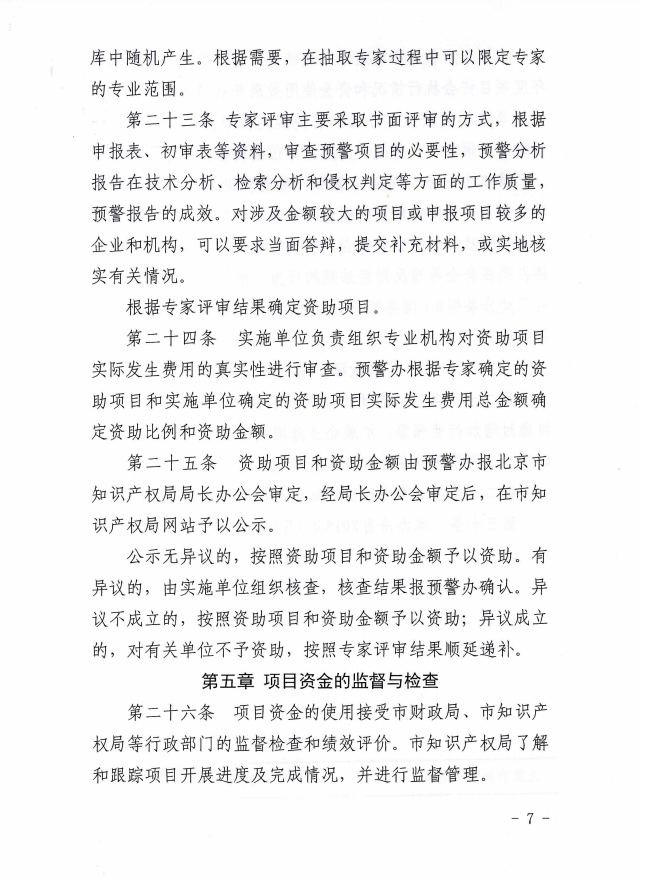 库中随机产生。根据需要，在抽取专家过程中可以限定专家
的专业范围。
第二十三条 专家评审主要采取书面评审的方式，根据
申报表、初审表等资料，审查预警项目的必要性，预警分析
报告在技术分析、检索分析和侵权判定等方面的工作质量，
预警报告的成效。对涉及金额较大的项目或申报项目较多的
企业和机构，可以要求当面答辩，提交补充材料，或实地核
实有关情况。
根据专家评审结果确定资助项目。
第二十四条 实施单位负责组织专业机构对资助项目
实际发生费用的真实性进行审查。预警办根据专家确定的资
助项目和实施单位确定的资助项目实际发生费用总金额确
定资助比例和资助金额。
第二十五条 资助项目和资助金额由预警办报北京市
知识产权局局长办公会审定，经局长办公会审定后，在市知
识产权局网站予以公示。
公示无异议的，按照资助项目和资助金额予以资助。有
异议的，由实施单位组织核查，核查结果报预警办确认。异
议不成立的，按照资助项目和资助金额予以资助；异议成立
的，对有关单位不予资助，按照专家评审结果顺延递补。
第五章 项目资金的监督与检查
第二十六条 项目资金的使用接受市财政局、市知识产
权局等行政部门的监督检查和绩效评价。市知识产权局了解
和跟踪项目开展进度及完成情况，并进行监督管理。
- 7 -